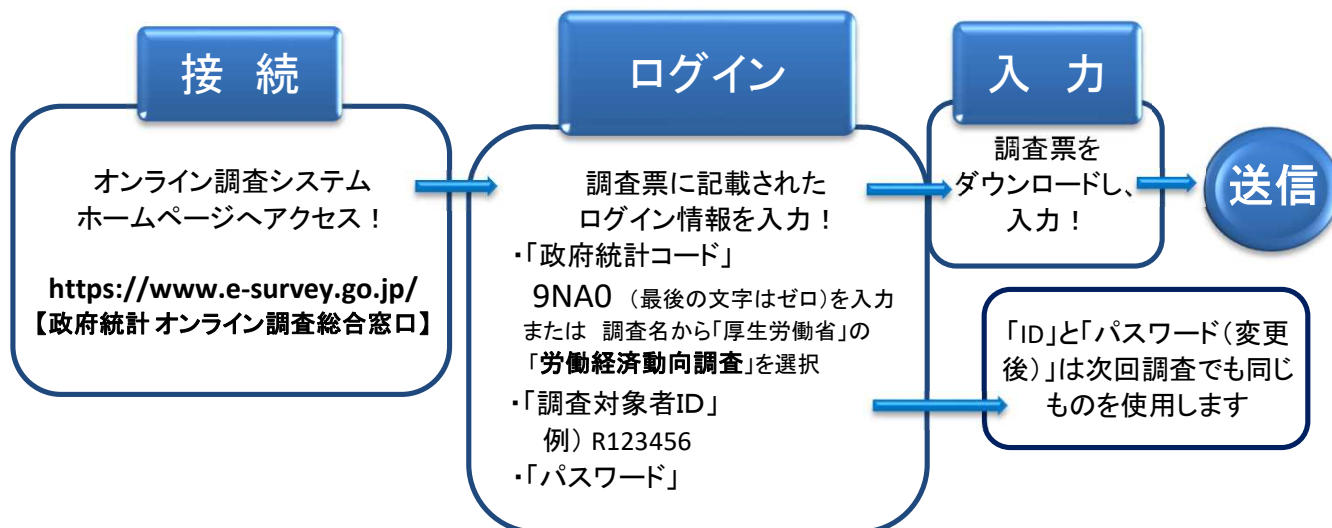 接 続
オンライン調査システム
ホームページへアクセス!
https://www.e-survey.go.jp/
【政府統計 オンライン調査総合窓口】
ログイン
調査票に記載された
ログイン情報を入力!
・「政府統計コード」
9NA0 (最後の文字はゼロ)を入力
または 調査名から「厚生労働省」の
「労働経済動向調査」を選択
・「調査対象者ID」
例) R123456
・「パスワード」
入 力
調査票を
ダウンロードし、
入力!
送信
「ID」と「パスワード(変更
後)」は次回調査でも同じ
ものを使用します